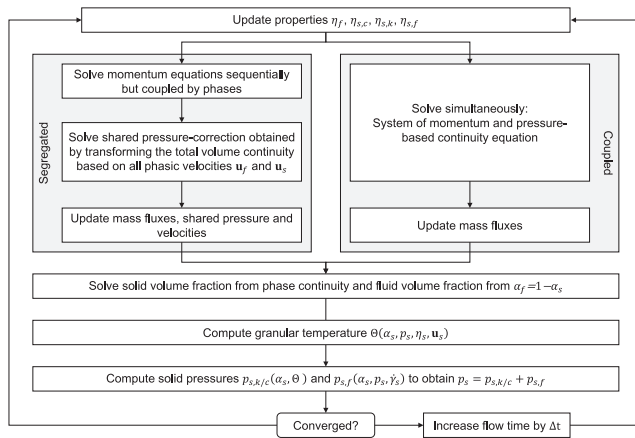 Update properties η_f, η_{s,c}, η_{s,k}, η_{s,f}
Segregated
Solve momentum equations sequentially
but coupled by phases
Solve shared pressure-correction obtained
by transforming the total volume continuity
based on all phasic velocities u_f and u_s
Update mass fluxes, shared pressure and
velocities
Solve simultaneously:
System of momentum and pressure-
based continuity equation
Update mass fluxes
Coupled
Solve solid volume fraction from phase continuity and fluid volume fraction from α_f=1−α_s
Compute granular temperature Θ(α_s, p_s, η_s, u_s)
Compute solid pressures p_{s,k/c}(α_s, Θ ) and p_{s,f}(α_s, p_s, γ̇_s) to obtain p_s = p_{s,k/c} + p_{s,f}
Converged?
Increase flow time by Δt